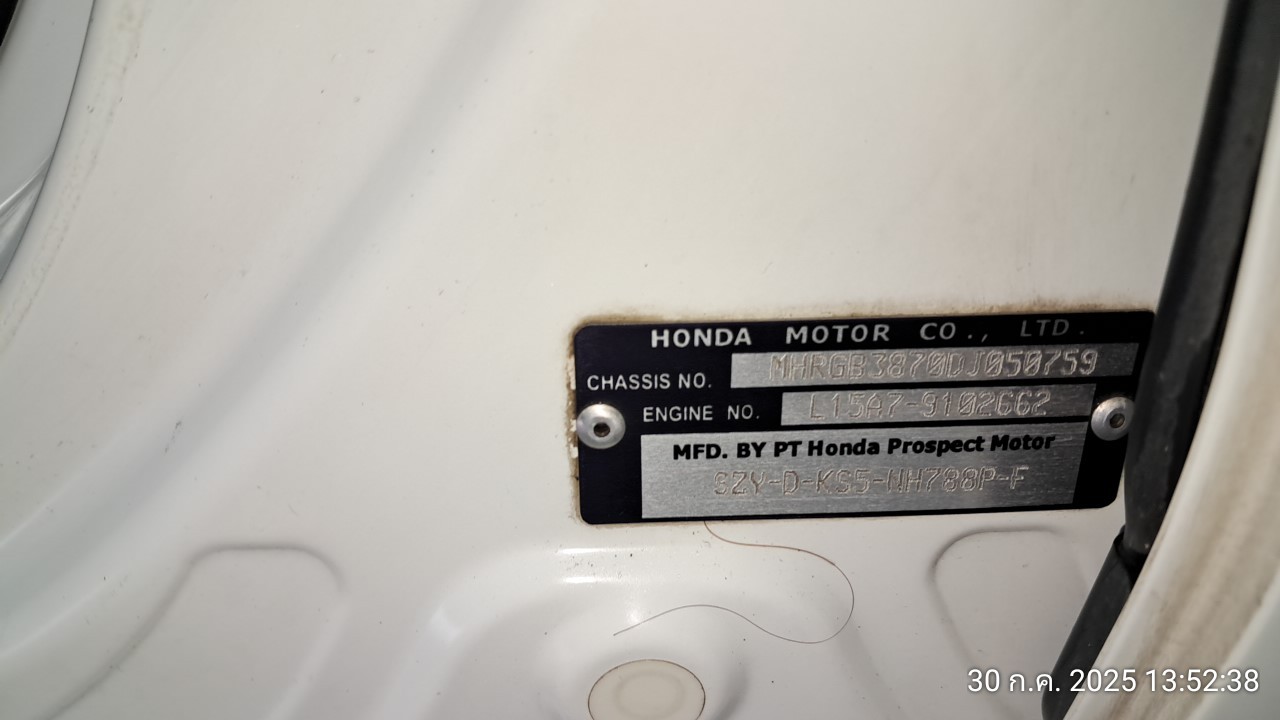 HONDA MOTOR CO., LTD.
CHASSIS NO. MHRGB3870DJ050759
ENGINE NO. L15A7-9102662
MFD. BY PT Honda Prospect Motor
SZY-D-KS5-NH788P-F
30 ก.ค. 2025 13:52:38